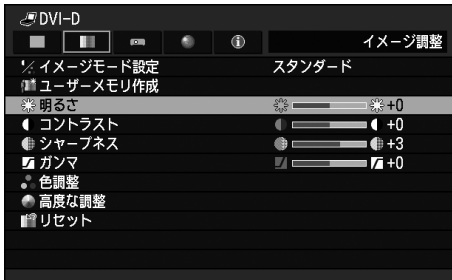 DVI-D
イメージ調整
イメージモード設定 スタンダード
ユーザーメモリ作成
明るさ +0
コントラスト +0
シャープネス +3
ガンマ +0
色調整
高度な調整
リセット